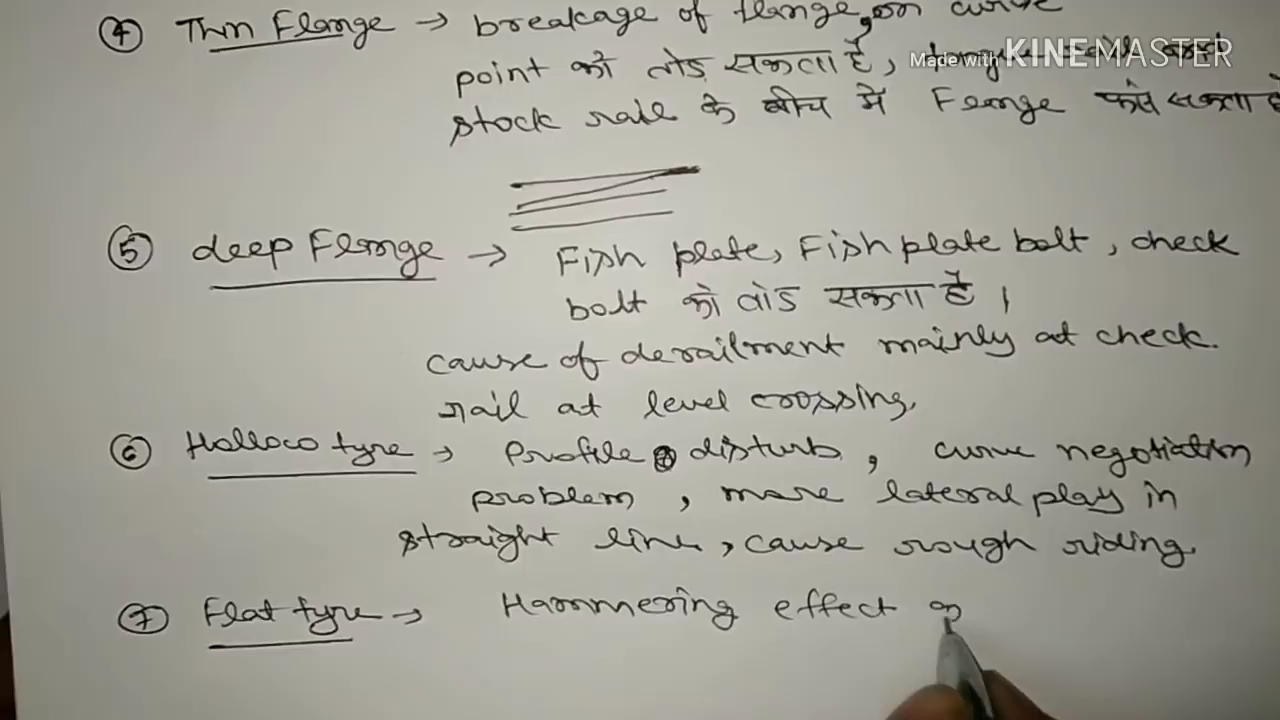 ④ Thin Flange → breakage of flange, on curve
point को तोड़ सकता है, tongue rail and
Made with KINEMASTER
stock rail के बीच में Flange फंस सकता है
⑤ deep Flange → Fish plate, Fish plate bolt, check
bolt को तोड सकता है ।
cause of derailment mainly at check
rail at level crossing,
⑥ Hollow tyre → Profile disturb, curve negotiation
problem, more lateral play in
straight line, cause rough riding.
⑦ Flat tyre → Hammering effect o